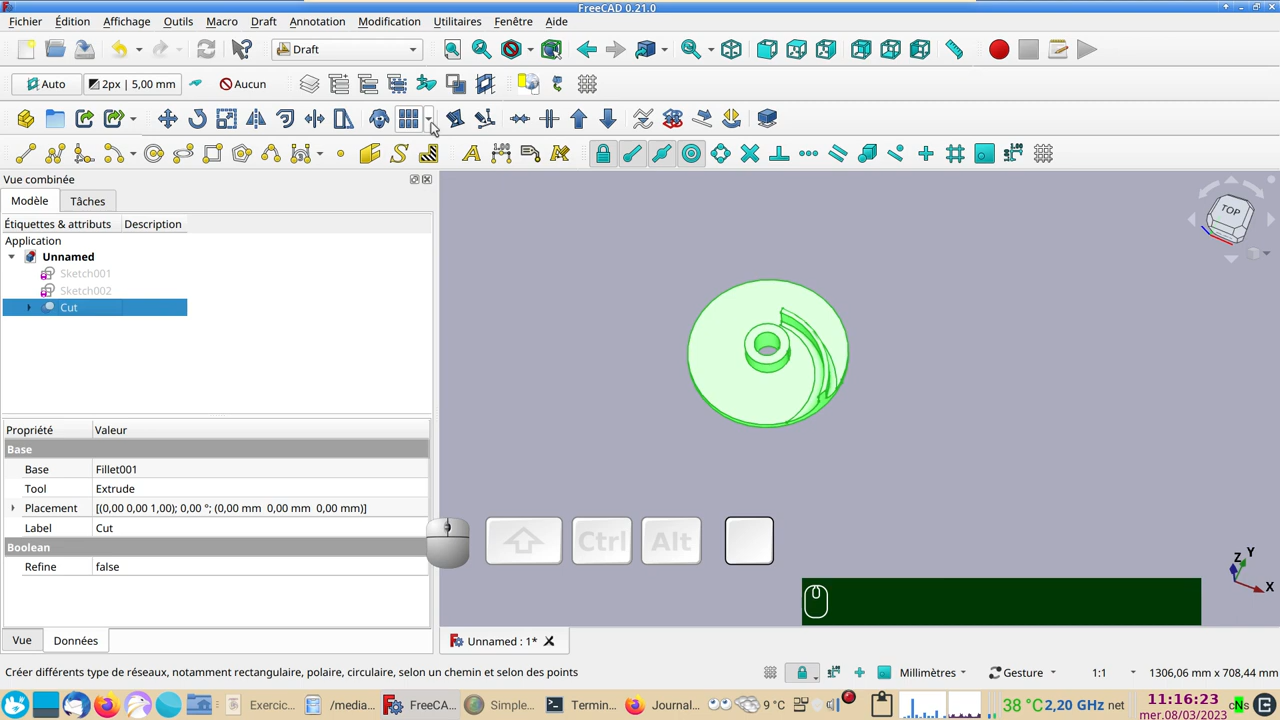 FreeCAD 0.21.0
Fichier Édition Affichage Outils Macro Draft Annotation Modification Utilitaires Fenêtre Aide
Draft
Auto 2px | 5,00 mm Aucun
Vue combinée
Modèle Tâches
Étiquettes & attributs Description
Application
Unnamed
Sketch001
Sketch002
Cut
TOP
Propriété Valeur
Base
Base Fillet001
Tool Extrude
Placement [(0,00 0,00 1,00); 0,00 °; (0,00 mm 0,00 mm 0,00 mm)]
Label Cut
Boolean
Refine false
Ctrl Alt
Z Y X
Vue Données
Unnamed : 1*
Créer différents type de réseaux, notamment rectangulaire, polaire, circulaire, selon un chemin et selon des points
Millimètres Gesture 1:1 1306,06 mm x 708,44 mm
Exercic... /media... FreeCA... Simple... Termin... Journal... 9 °C 38 °C 2,20 GHz net 11:16:23
mer.08/03/2023